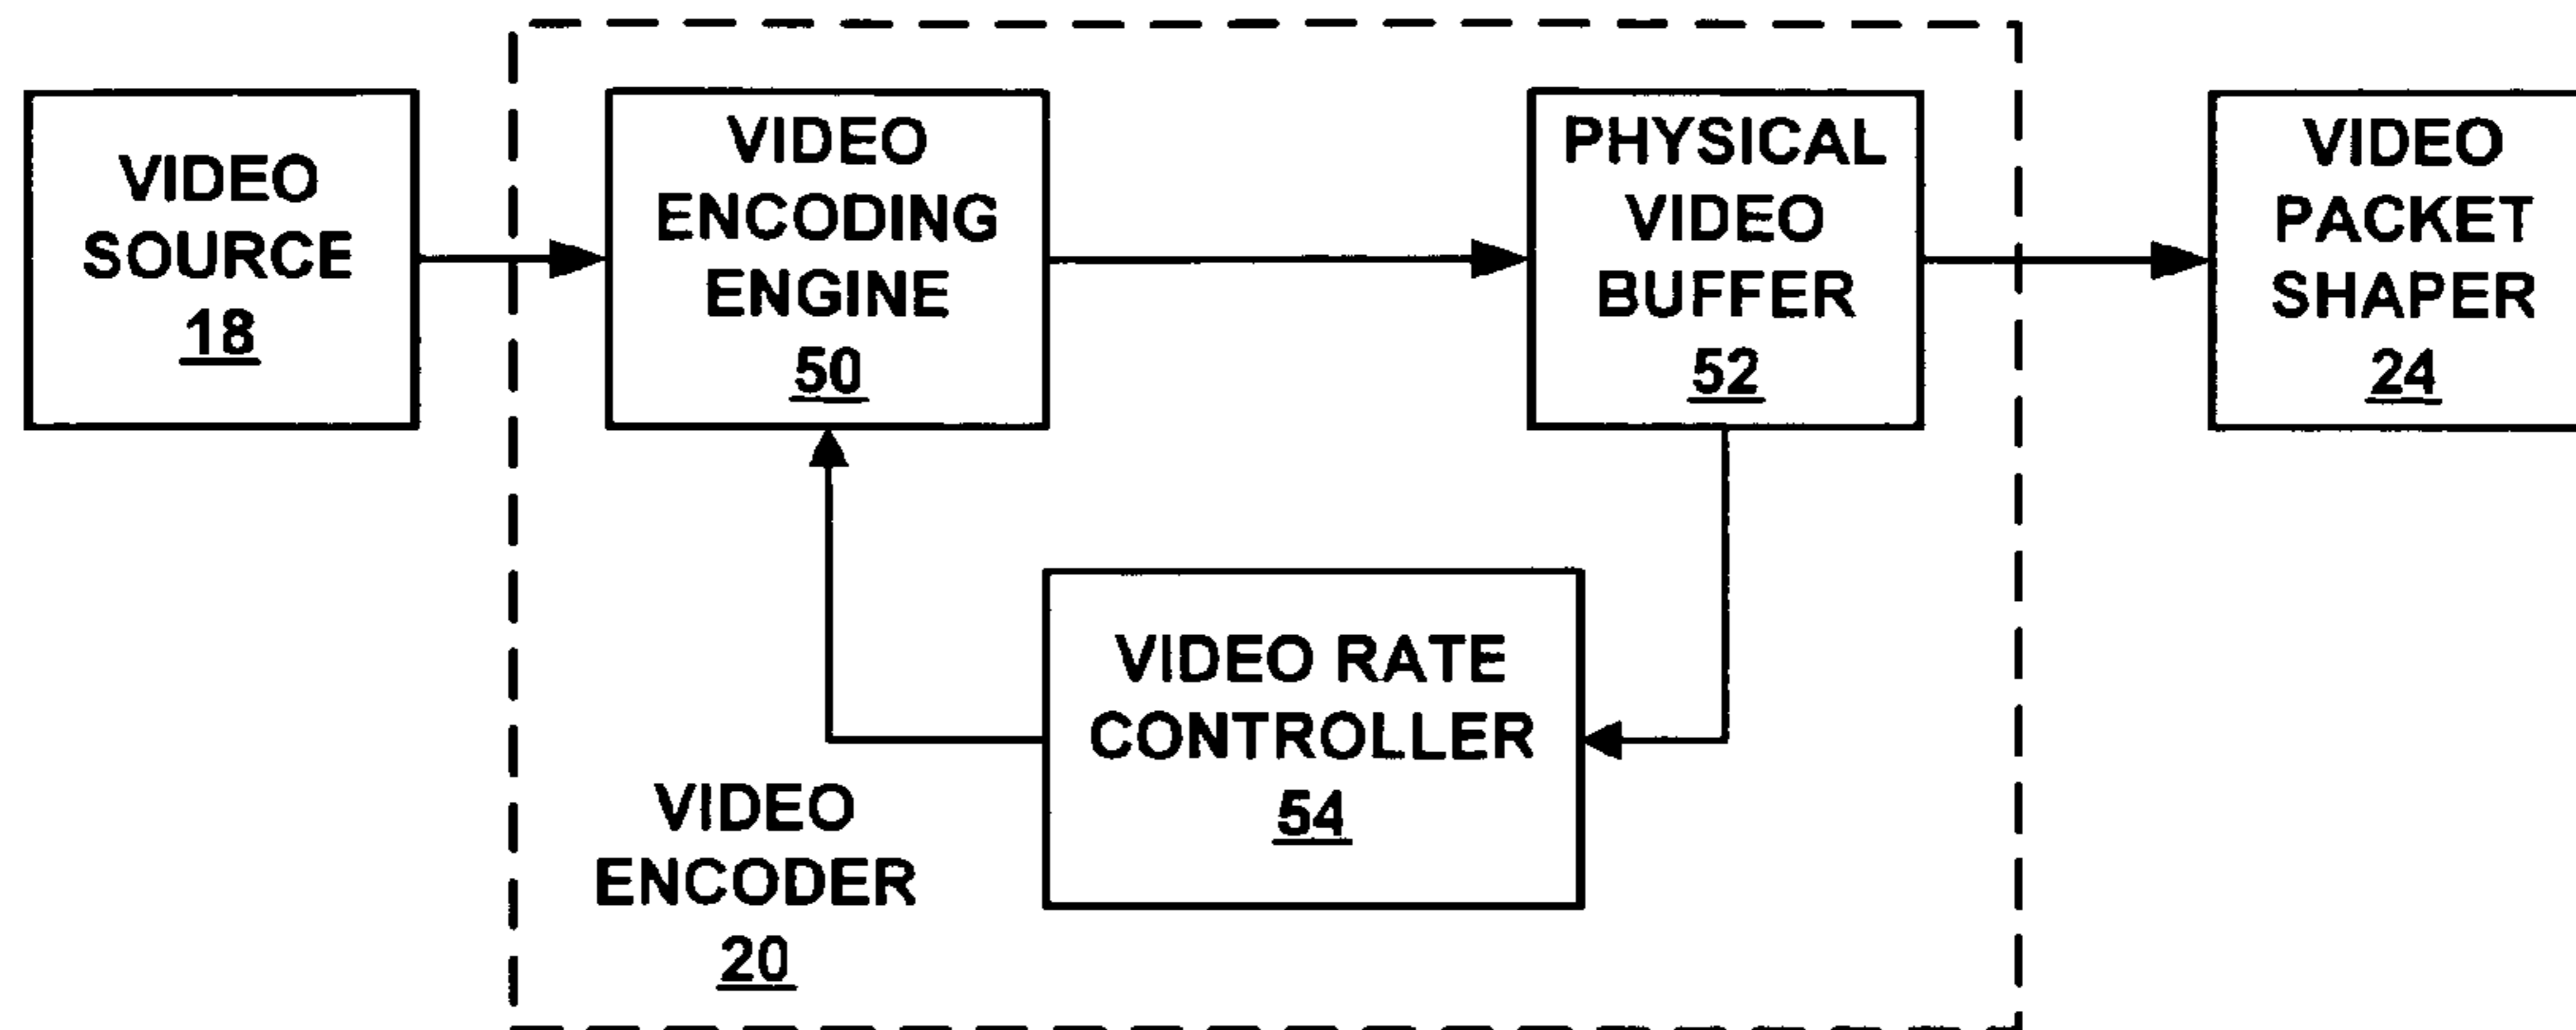 VIDEO
SOURCE
18
VIDEO
ENCODING
ENGINE
50
PHYSICAL
VIDEO
BUFFER
52
VIDEO
PACKET
SHAPER
24
VIDEO RATE
CONTROLLER
54
VIDEO
ENCODER
20